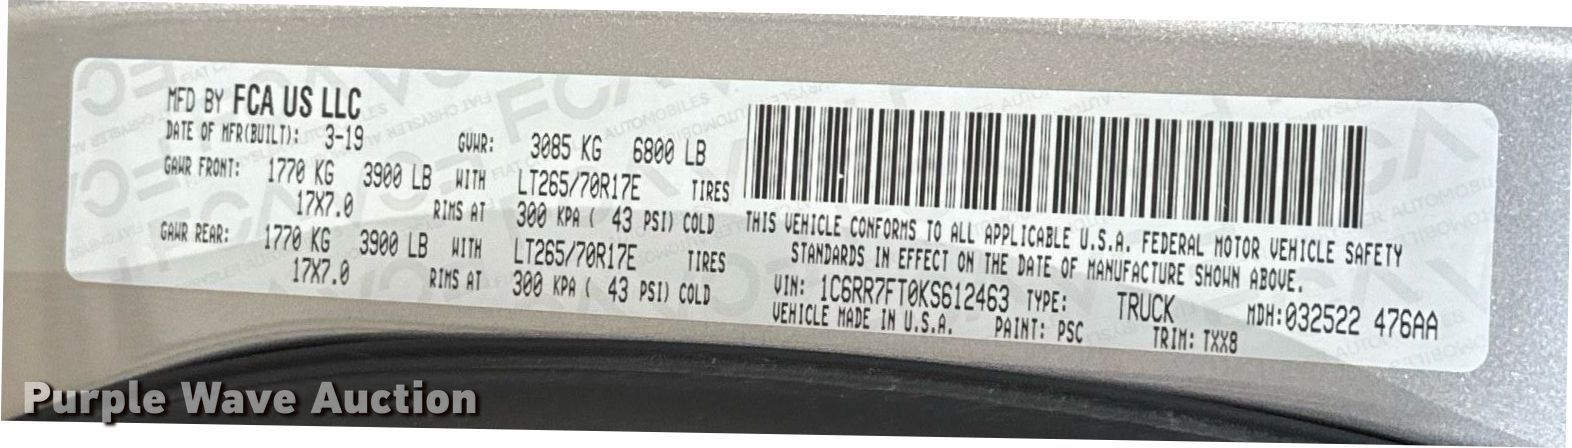 MFD BY FCA US LLC
DATE OF MFR(BUILT): 3-19 GVWR: 3085 KG 6800 LB
GAWR FRONT: 1770 KG 3900 LB WITH LT265/70R17E TIRES
17X7.0 RIMS AT 300 KPA ( 43 PSI) COLD
GAWR REAR: 1770 KG 3900 LB WITH LT265/70R17E TIRES
17X7.0 RIMS AT 300 KPA ( 43 PSI) COLD
THIS VEHICLE CONFORMS TO ALL APPLICABLE U.S.A. FEDERAL MOTOR VEHICLE SAFETY
STANDARDS IN EFFECT ON THE DATE OF MANUFACTURE SHOWN ABOVE.
VIN: 1C6RR7FT0KS612463 TYPE: TRUCK MDH:032522 476AA
VEHICLE MADE IN U.S.A. PAINT: PSC TRIM: TXX8
Purple Wave Auction